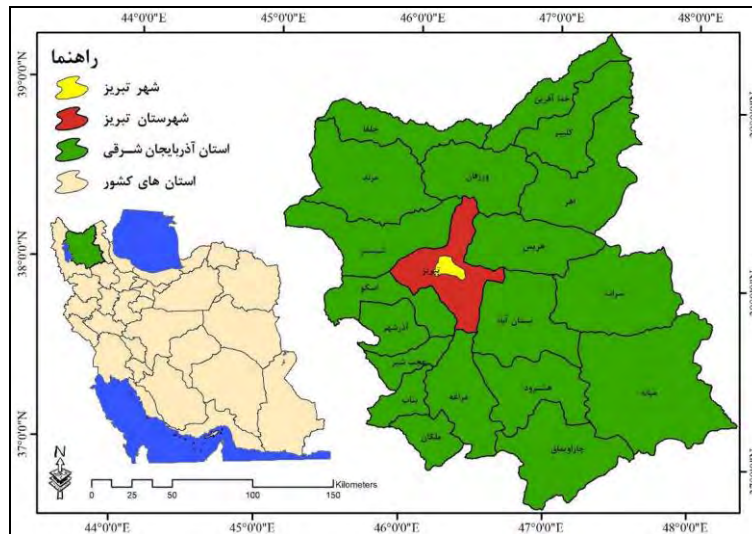 44°0'0"E 45°0'0"E 46°0'0"E 47°0'0"E 48°0'0"E
39°0'0"N
38°0'0"N
37°0'0"N
راهنما
شهر تبریز
شهرستان تبریز
استان آذربایجان شرقی
استان های کشور
خدا آفرین
کلیبر
جلفا
مرند
ورزقان
اهر
هریس
شبستر
تبریز
اسکو
سراب
بستان آباد
آذرشهر
عجب شیر
هشترود
میانه
مراغه
بناب
ملکان
چاراویماق
N
0 25 50 100 150
Kilometers
44°0'0"E 45°0'0"E 46°0'0"E 47°0'0"E 48°0'0"E